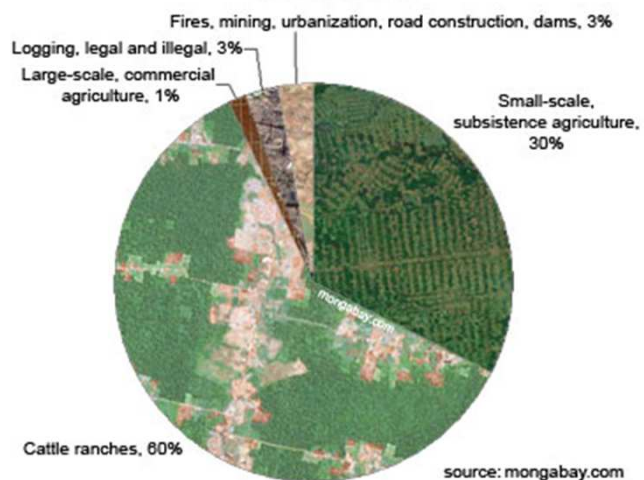 Fires, mining, urbanization, road construction, dams, 3%
Logging, legal and illegal, 3%
Large-scale, commercial
agriculture, 1%
Small-scale,
subsistence agriculture,
30%
mongabay.com
Cattle ranches, 60%
source: mongabay.com